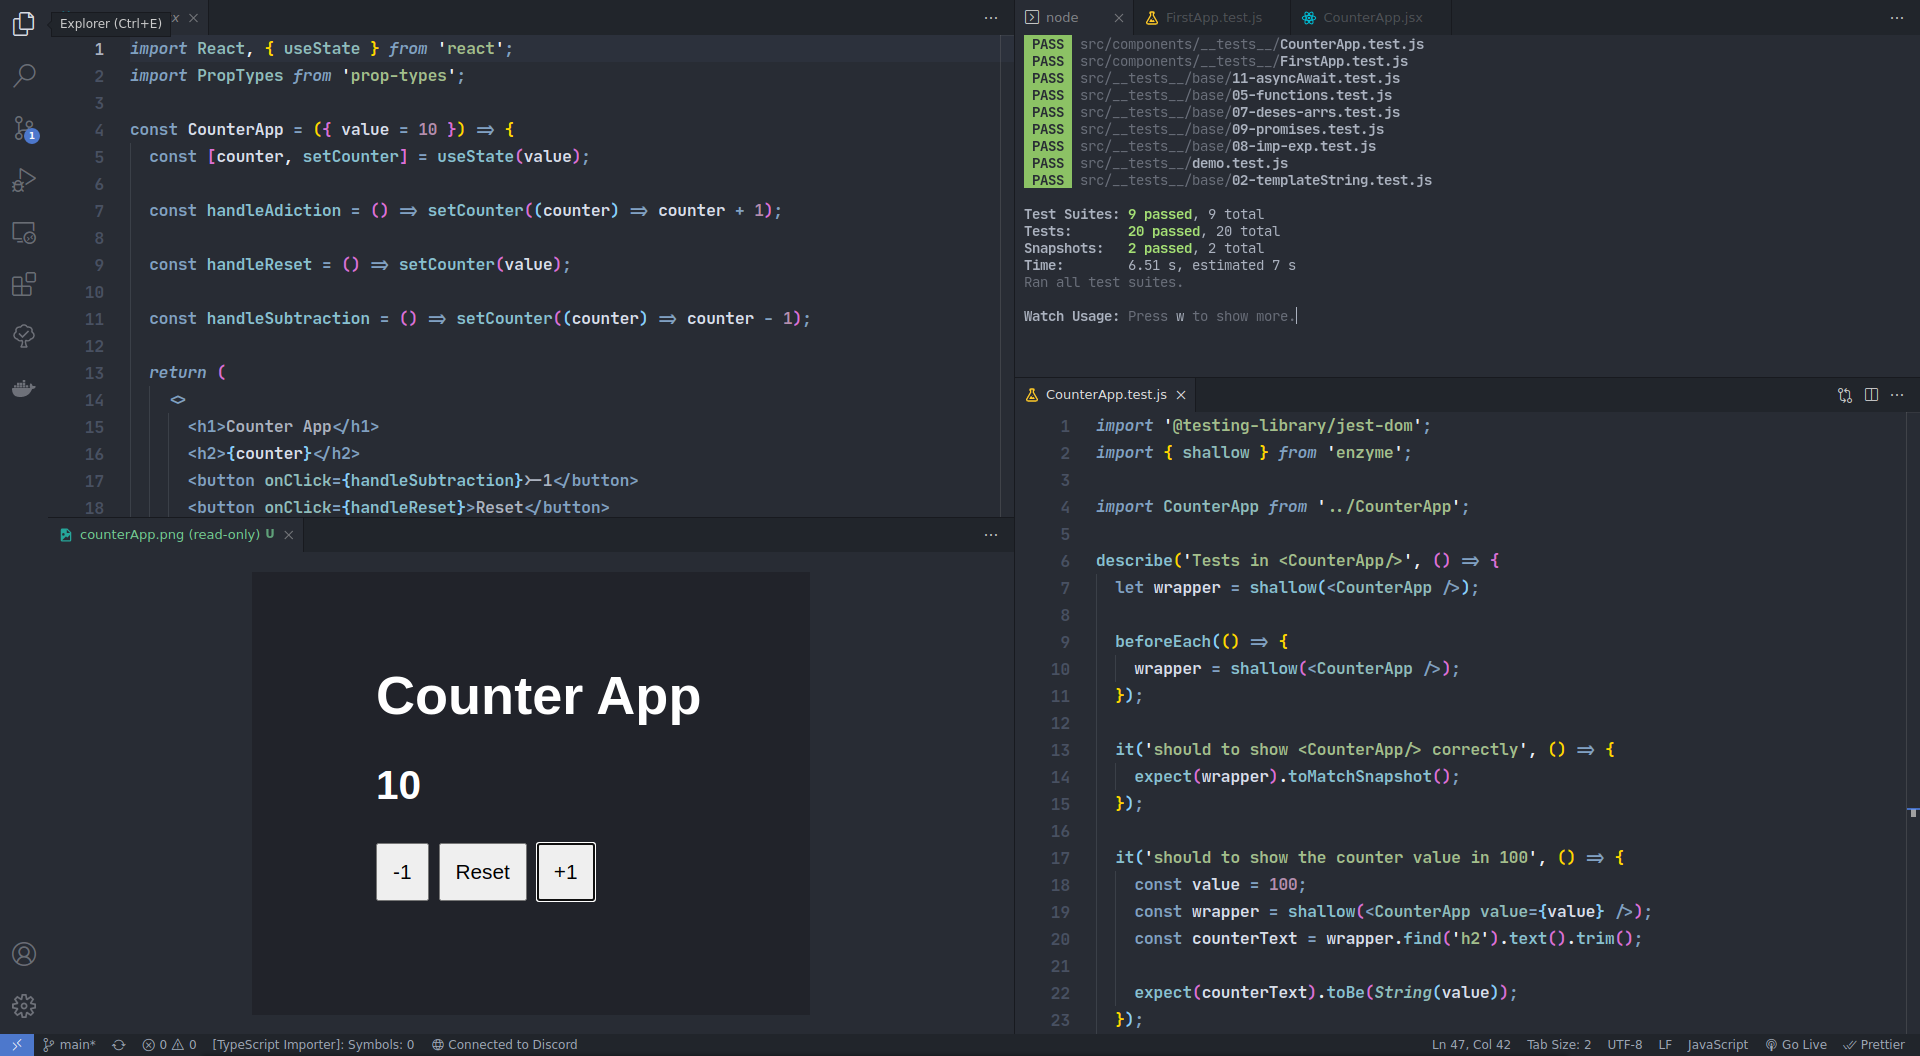 Explorer (Ctrl+E)
x
1 import React, { useState } from 'react';
2 import PropTypes from 'prop-types';
3
4 const CounterApp = ({ value = 10 }) => {
5 const [counter, setCounter] = useState(value);
6
7 const handleAdiction = () => setCounter((counter) => counter + 1);
8
9 const handleReset = () => setCounter(value);
10
11 const handleSubtraction = () => setCounter((counter) => counter - 1);
12
13 return (
14 <>
15 <h1>Counter App</h1>
16 <h2>{counter}</h2>
17 <button onClick={handleSubtraction}>-1</button>
18 <button onClick={handleReset}>Reset</button>
counterApp.png (read-only) U
Counter App
10
-1 Reset +1
node FirstApp.test.js CounterApp.jsx
PASS src/components/__tests__/CounterApp.test.js
PASS src/components/__tests__/FirstApp.test.js
PASS src/__tests__/base/11-asyncAwait.test.js
PASS src/__tests__/base/05-functions.test.js
PASS src/__tests__/base/07-deses-arrs.test.js
PASS src/__tests__/base/09-promises.test.js
PASS src/__tests__/base/08-imp-exp.test.js
PASS src/__tests__/demo.test.js
PASS src/__tests__/base/02-templateString.test.js
Test Suites: 9 passed, 9 total
Tests: 20 passed, 20 total
Snapshots: 2 passed, 2 total
Time: 6.51 s, estimated 7 s
Ran all test suites.
Watch Usage: Press w to show more.
CounterApp.test.js
1 import '@testing-library/jest-dom';
2 import { shallow } from 'enzyme';
3
4 import CounterApp from '../CounterApp';
5
6 describe('Tests in <CounterApp/>', () => {
7 let wrapper = shallow(<CounterApp />);
8
9 beforeEach(() => {
10 wrapper = shallow(<CounterApp />);
11 });
12
13 it('should to show <CounterApp/> correctly', () => {
14 expect(wrapper).toMatchSnapshot();
15 });
16
17 it('should to show the counter value in 100', () => {
18 const value = 100;
19 const wrapper = shallow(<CounterApp value={value} />);
20 const counterText = wrapper.find('h2').text().trim();
21
22 expect(counterText).toBe(String(value));
23 });
1
main* 0 0 [TypeScript Importer]: Symbols: 0 Connected to Discord Ln 47, Col 42 Tab Size: 2 UTF-8 LF JavaScript Go Live Prettier